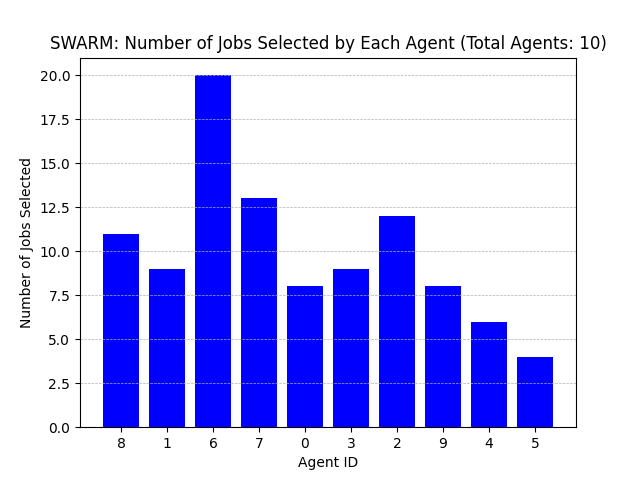 SWARM: Number of Jobs Selected by Each Agent (Total Agents: 10)
Number of Jobs Selected
20.0
17.5
15.0
12.5
10.0
7.5
5.0
2.5
0.0
8 1 6 7 0 3 2 9 4 5
Agent ID